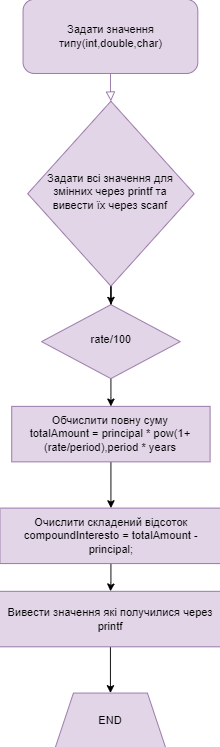 Задати значення
типу(int,double,char)
Задати всі значення для
змінних через printf та
вивести їх через scanf
rate/100
Обчислити повну суму
totalAmount = principal * pow(1+
(rate/period),period * years
Очислити складений відсоток
compoundInteresto = totalAmount -
principal;
Вивести значення які получилися через
printf
END